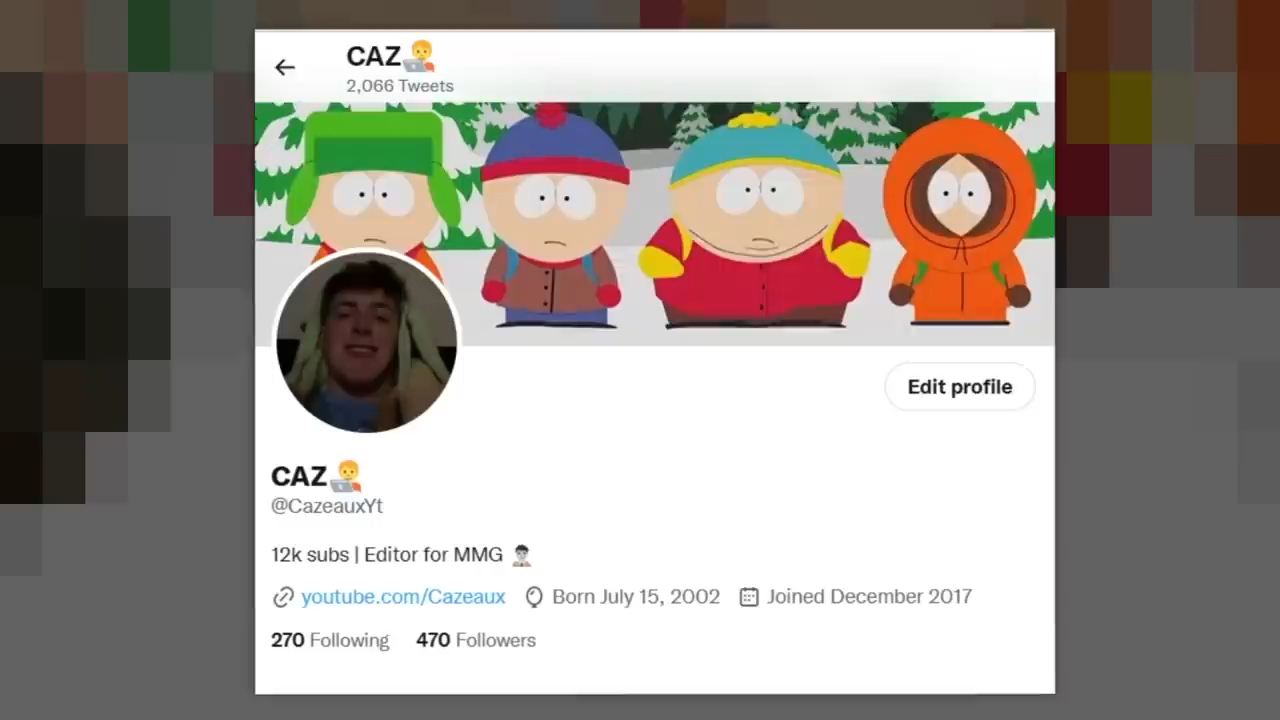 CAZ🧑‍💻
2,066 Tweets
Edit profile
CAZ🧑‍💻
@CazeauxYt
12k subs | Editor for MMG
youtube.com/Cazeaux Born July 15, 2002 Joined December 2017
270 Following 470 Followers